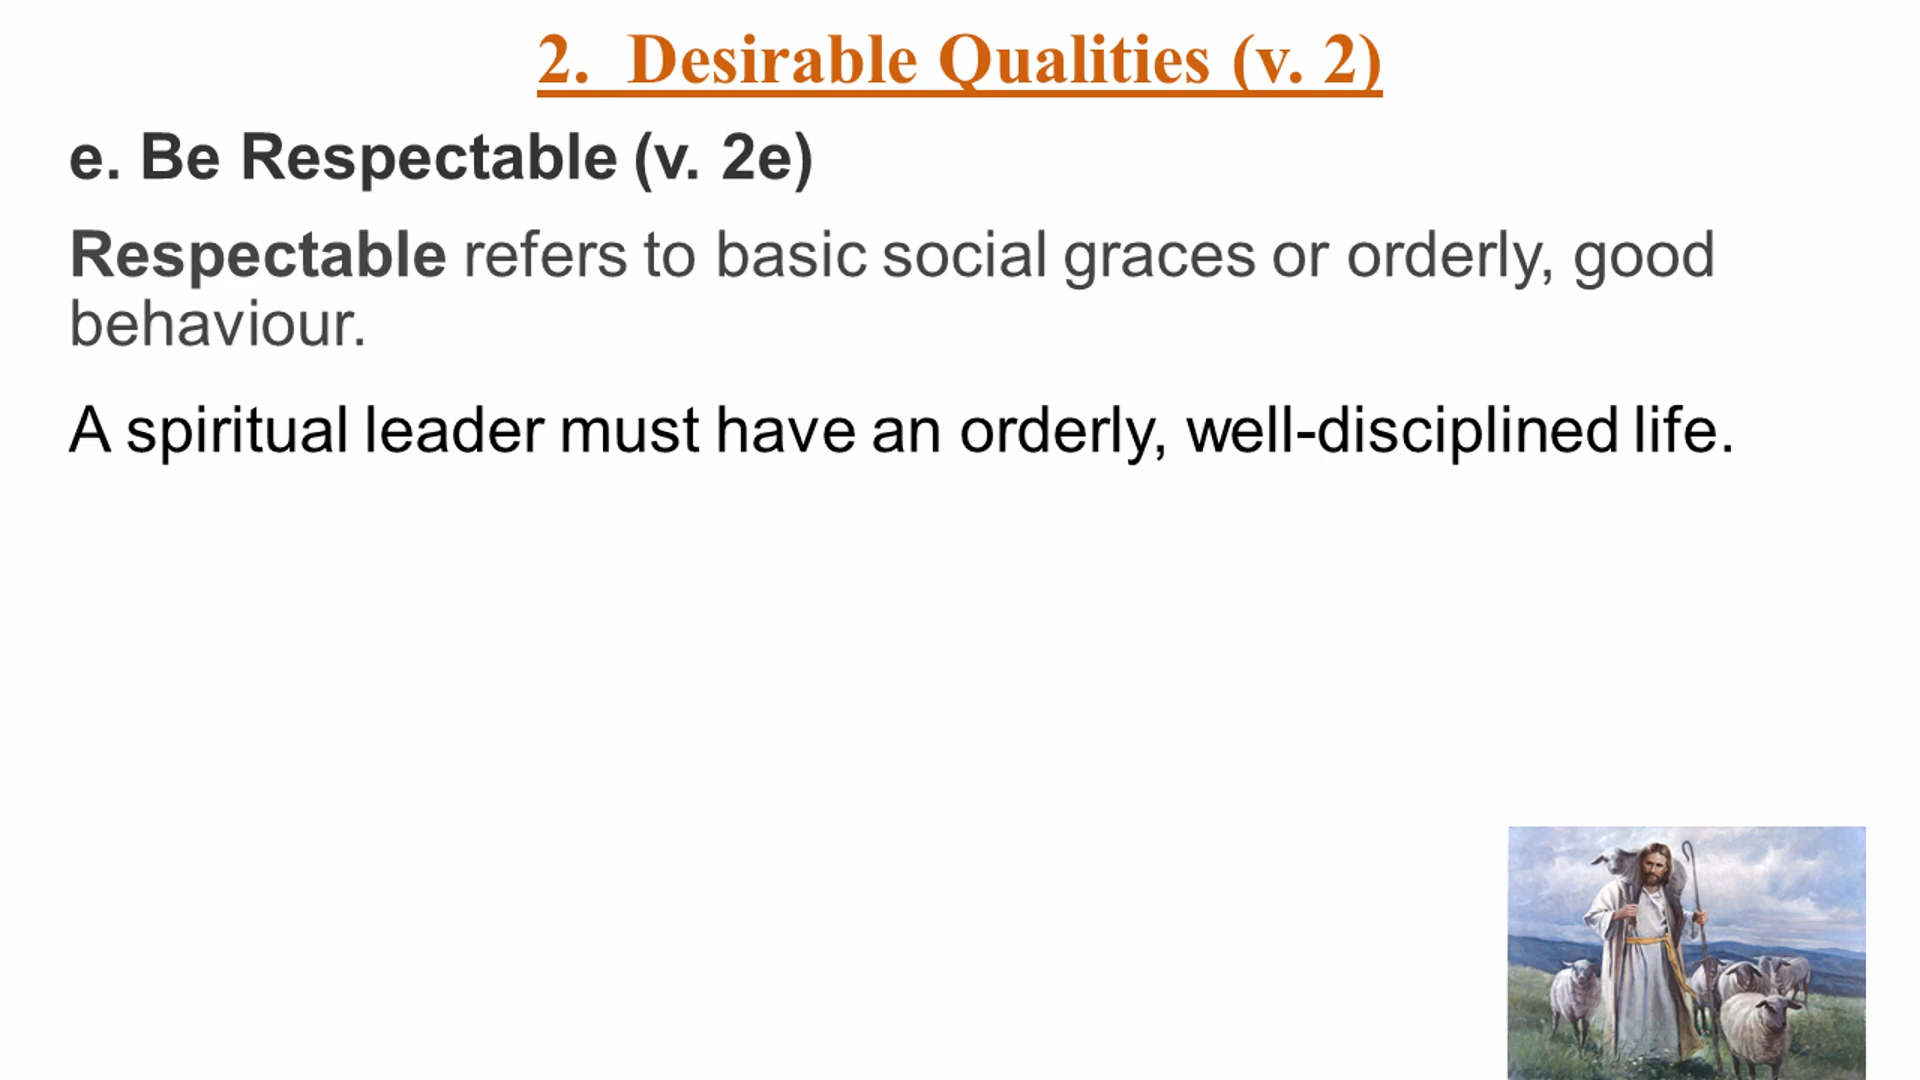 2.  Desirable Qualities (v. 2)
e. Be Respectable (v. 2e)
Respectable refers to basic social graces or orderly, good
behaviour.
A spiritual leader must have an orderly, well-disciplined life.